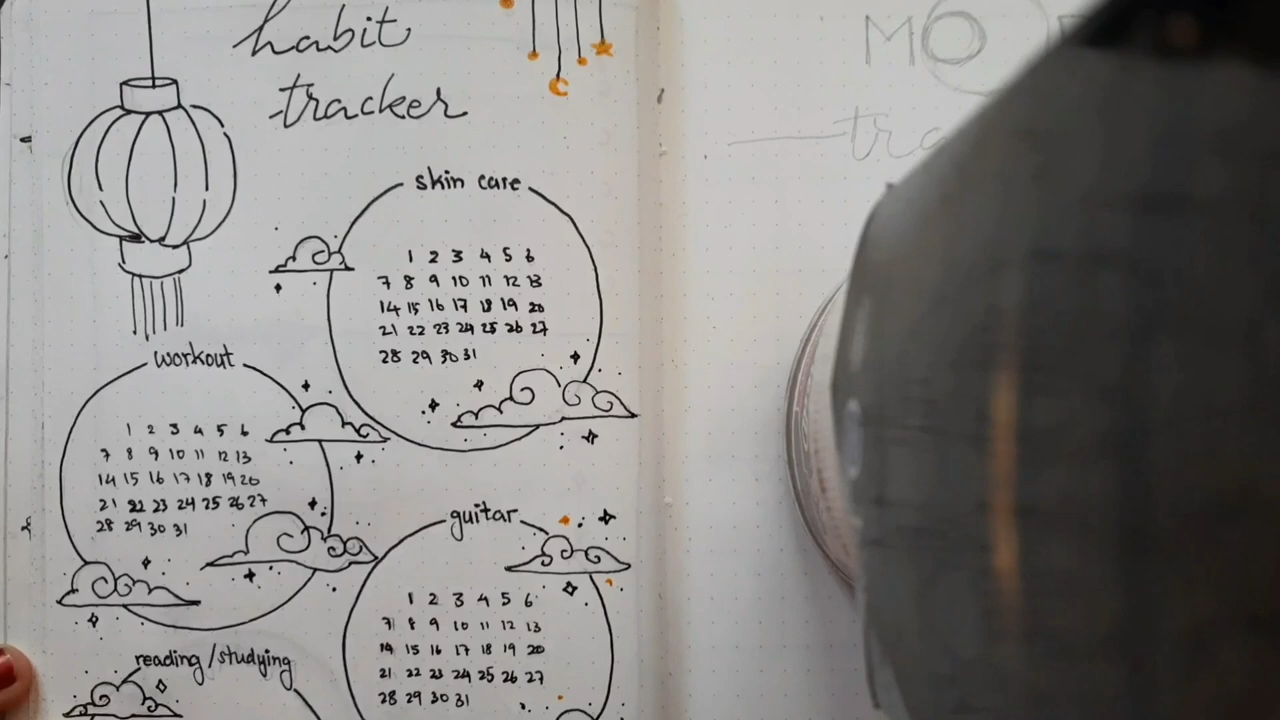 habit
tracker
skin care
1 2 3 4 5 6
7 8 9 10 11 12 13
14 15 16 17 18 19 20
21 22 23 24 25 26 27
28 29 30 31
workout
1 2 3 4 5 6
7 8 9 10 11 12 13
14 15 16 17 18 19 20
21 22 23 24 25 26 27
28 29 30 31
guitar
1 2 3 4 5 6
7 8 9 10 11 12 13
14 15 16 17 18 19 20
21 22 23 24 25 26 27
28 29 30 31
reading/studying